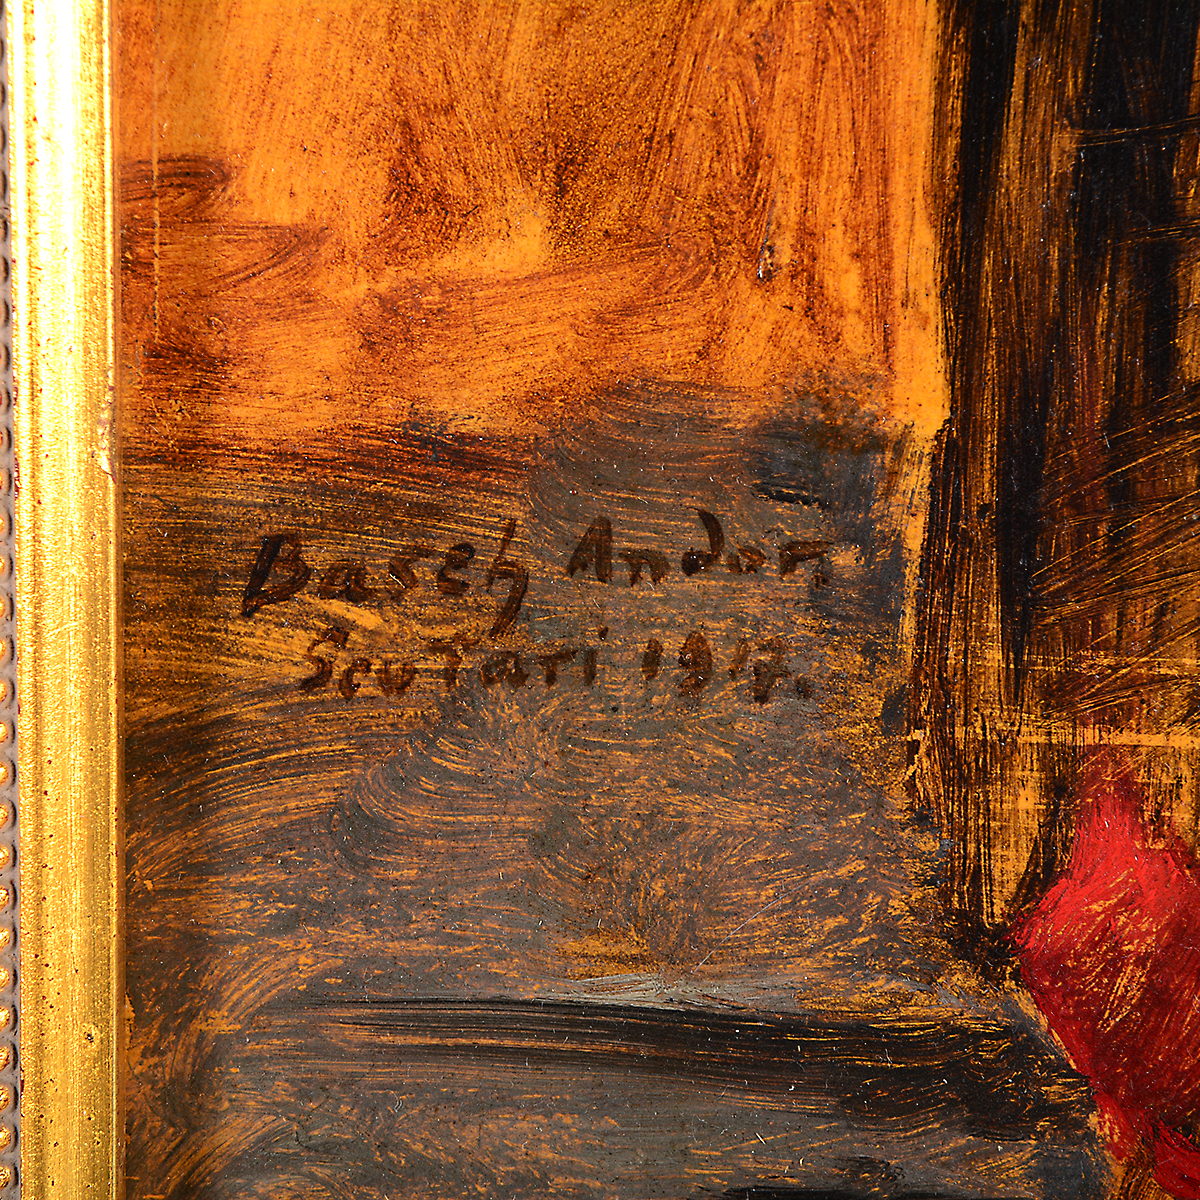 Basch Andor
Scutari 1917.